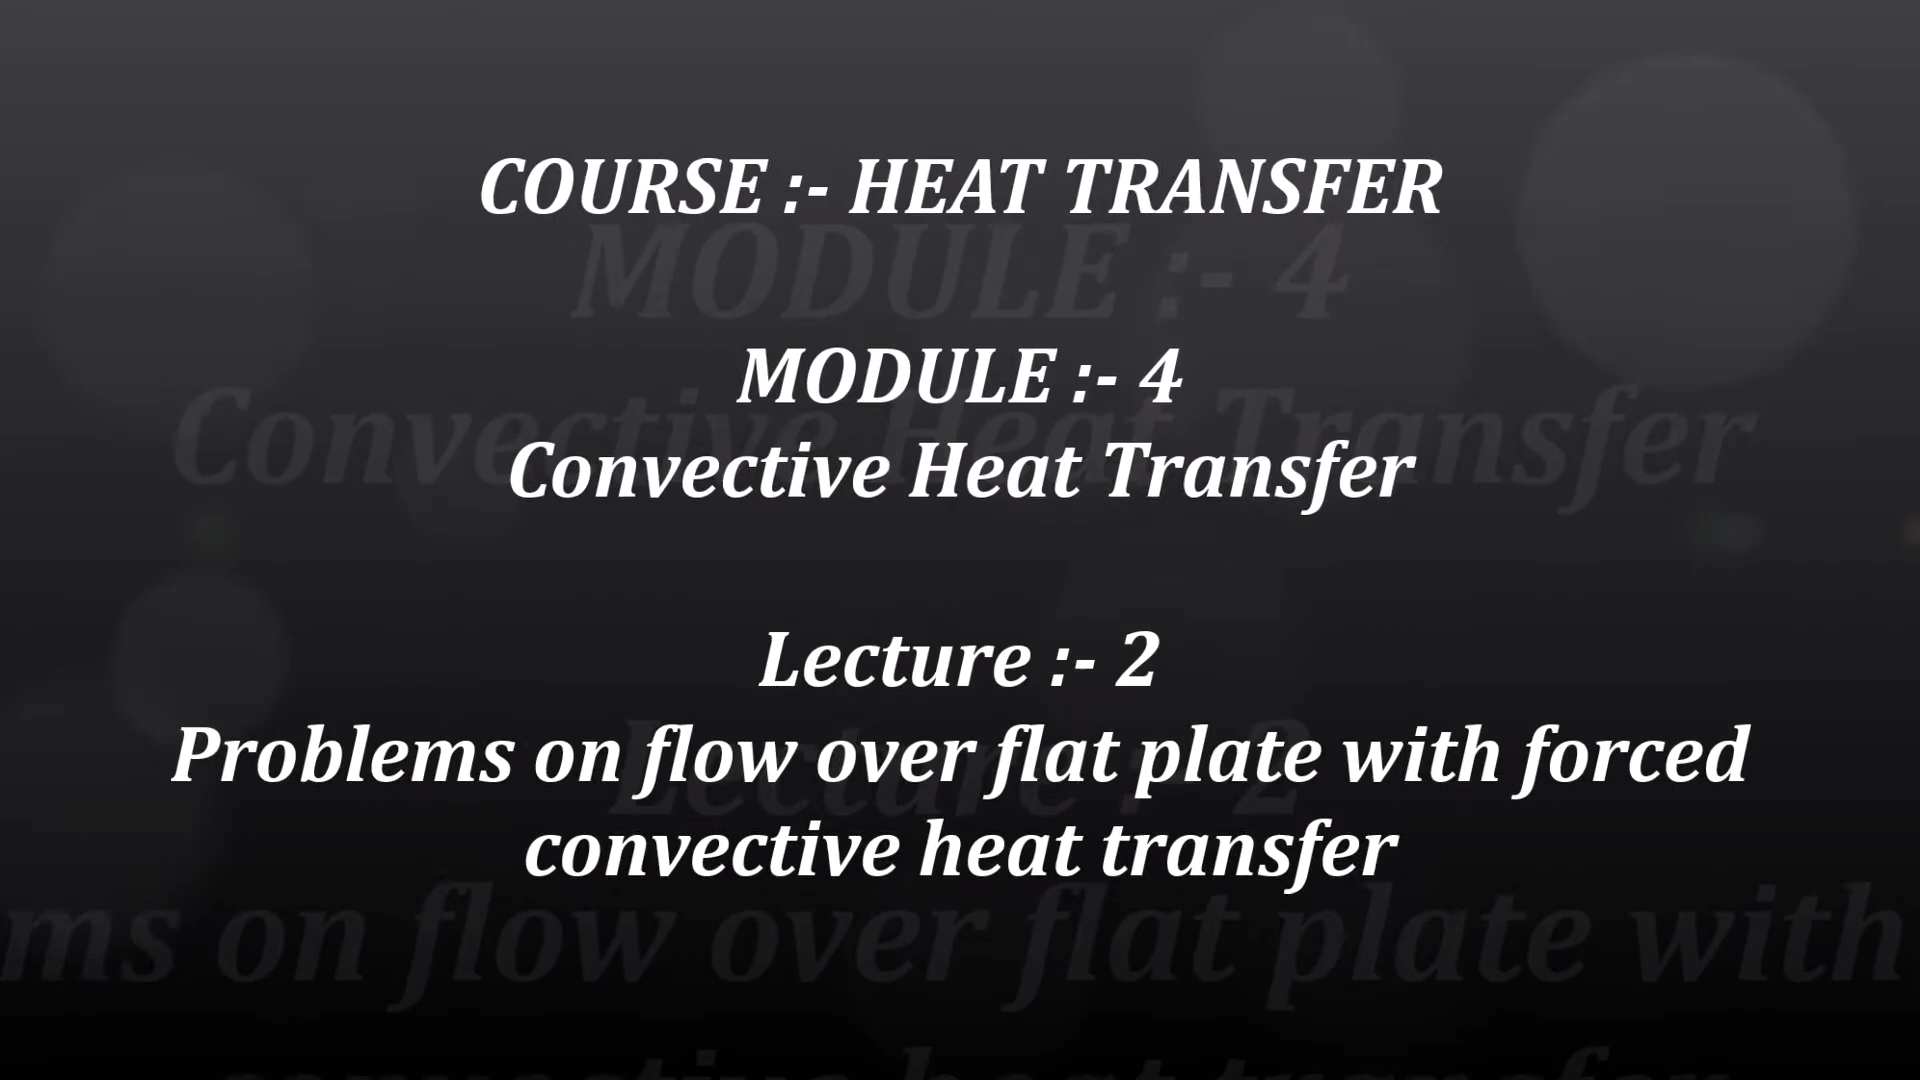 COURSE :- HEAT TRANSFER
MODULE :- 4
Convective Heat Transfer
Lecture :- 2
Problems on flow over flat plate with forced
convective heat transfer